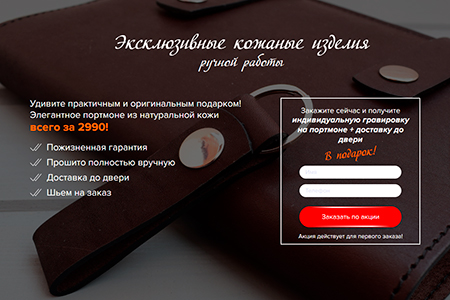 Эксклюзивные кожаные изделия
ручной работы
Удивите практичным и оригинальным подарком!
Элегантное портмоне из натуральной кожи
всего за 2990!
Пожизненная гарантия
Прошито полностью вручную
Доставка до двери
Шьем на заказ
Закажите сейчас и получите
индивидуальную гравировку
на портмоне + доставку до
двери
В подарок!
Заказать по акции
Акция действует для первого заказа!